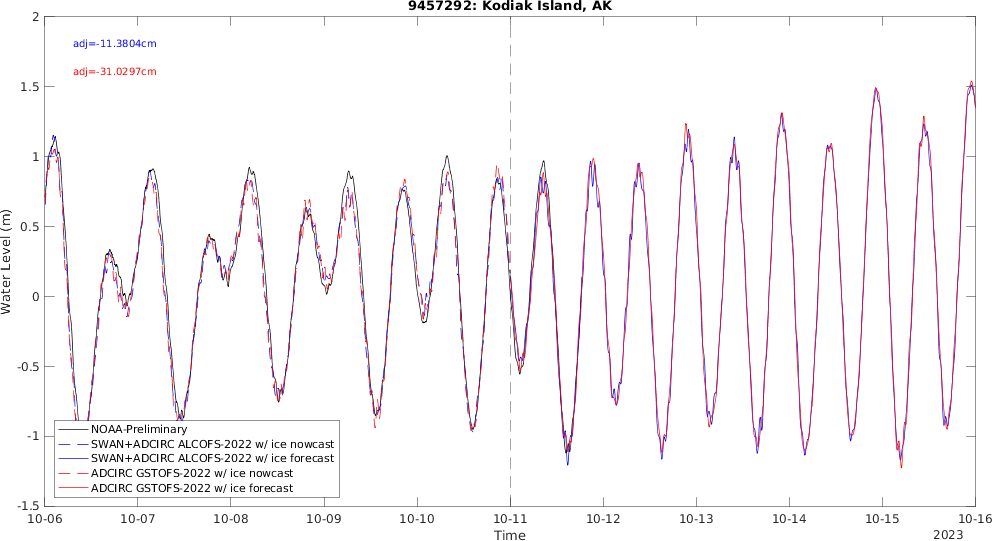 9457292: Kodiak Island, AK
adj=-11.3804cm
adj=-31.0297cm
Water Level (m)
2
1.5
1
0.5
0
-0.5
-1
-1.5
NOAA-Preliminary
SWAN+ADCIRC ALCOFS-2022 w/ ice nowcast
SWAN+ADCIRC ALCOFS-2022 w/ ice forecast
ADCIRC GSTOFS-2022 w/ ice nowcast
ADCIRC GSTOFS-2022 w/ ice forecast
10-06 10-07 10-08 10-09 10-10 10-11 10-12 10-13 10-14 10-15 10-16
Time
2023